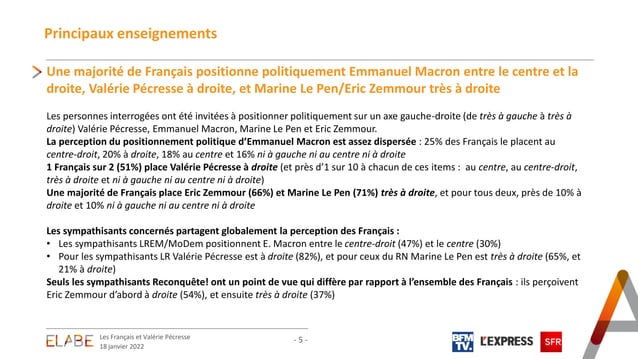 Principaux enseignements
Une majorité de Français positionne politiquement Emmanuel Macron entre le centre et la
droite, Valérie Pécresse à droite, et Marine Le Pen/Eric Zemmour très à droite
Les personnes interrogées ont été invitées à positionner politiquement sur un axe gauche-droite (de très à gauche à très à
droite) Valérie Pécresse, Emmanuel Macron, Marine Le Pen et Eric Zemmour.
La perception du positionnement politique d'Emmanuel Macron est assez dispersée : 25% des Français le placent au
centre-droit, 20% à droite, 18% au centre et 16% ni à gauche ni au centre ni à droite
1 Français sur 2 (51%) place Valérie Pécresse à droite (et près d'1 sur 10 à chacun de ces items : au centre, au centre-droit,
très à droite et ni à gauche ni au centre ni à droite)
Une majorité de Français place Eric Zemmour (66%) et Marine Le Pen (71%) très à droite, et pour tous deux, près de 10% à
droite et 10% ni à gauche ni au centre ni à droite
Les sympathisants concernés partagent globalement la perception des Français :
• Les sympathisants LREM/MoDem positionnent E. Macron entre le centre-droit (47%) et le centre (30%)
• Pour les sympathisants LR Valérie Pécresse est à droite (82%), et pour ceux du RN Marine Le Pen est très à droite (65%, et
21% à droite)
Seuls les sympathisants Reconquête! ont un point de vue qui diffère par rapport à l'ensemble des Français : ils perçoivent
Eric Zemmour d'abord à droite (54%), et ensuite très à droite (37%)
ELABE
Les Français et Valérie Pécresse
18 janvier 2022
- 5 -
BFM
TV.
L'EXPRESS
SFR